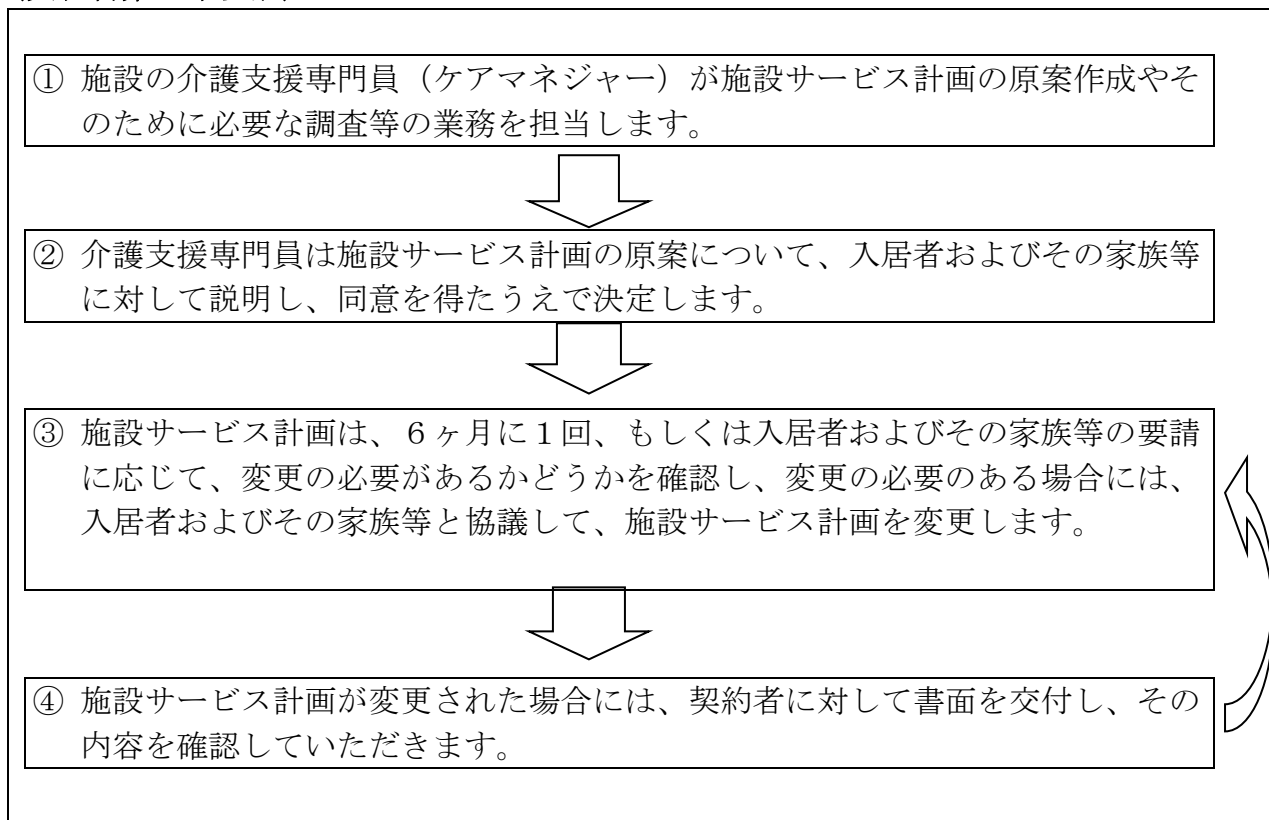 ① 施設の介護支援専門員（ケアマネジャー）が施設サービス計画の原案作成やそ
のために必要な調査等の業務を担当します。
② 介護支援専門員は施設サービス計画の原案について、入居者およびその家族等
に対して説明し、同意を得たうえで決定します。
③ 施設サービス計画は、６ヶ月に１回、もしくは入居者およびその家族等の要請
に応じて、変更の必要があるかどうかを確認し、変更の必要のある場合には、
入居者およびその家族等と協議して、施設サービス計画を変更します。
④ 施設サービス計画が変更された場合には、契約者に対して書面を交付し、その
内容を確認していただきます。